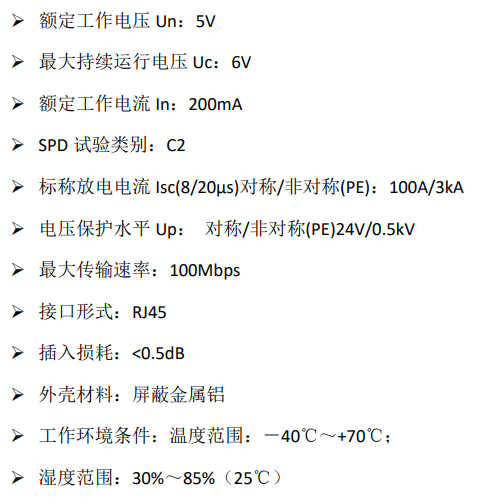 ➢ 额定工作电压 Un：5V
➢ 最大持续运行电压 Uc：6V
➢ 额定工作电流 In：200mA
➢ SPD 试验类别：C2
➢ 标称放电电流 Isc(8/20μs)对称/非对称(PE)：100A/3kA
➢ 电压保护水平 Up： 对称/非对称(PE)24V/0.5kV
➢ 最大传输速率：100Mbps
➢ 接口形式：RJ45
➢ 插入损耗：<0.5dB
➢ 外壳材料：屏蔽金属铝
➢ 工作环境条件：温度范围：－40℃～+70℃；
➢ 湿度范围：30%～85%（25℃）